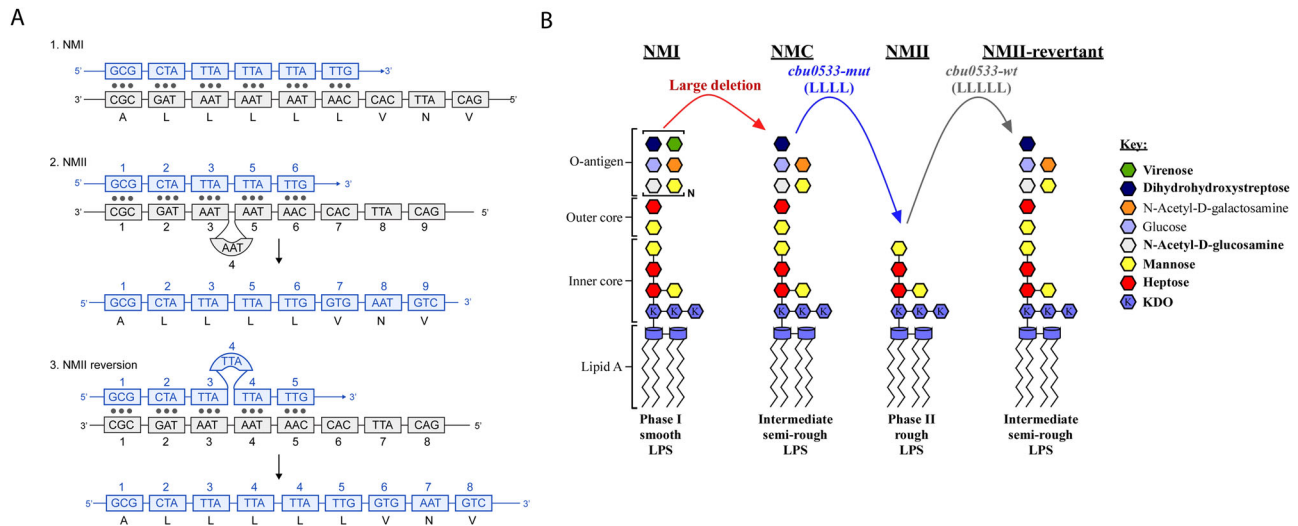 A
1. NMI
5' GCG CTA TTA TTA TTA TTG 3'
3' CGC GAT AAT AAT AAT AAC CAC TTA CAG 5'
A L L L L L V N V
2. NMII
1 2 3 5 6
5' GCG CTA TTA TTA TTG 3'
3' CGC GAT AAT AAT AAC CAC TTA CAG 5'
1 2 3 5 6 7 8 9
AAT
4
1 2 3 5 6 7 8 9
5' GCG CTA TTA TTA TTG GTG AAT GTC 3'
A L L L L V N V
3. NMII reversion
4
TTA
1 2 3 4 5
5' GCG CTA TTA TTA TTG 3'
3' CGC GAT AAT AAT AAC CAC TTA CAG 5'
1 2 3 4 5 6 7 8
1 2 3 4 4 5 6 7 8
5' GCG CTA TTA TTA TTA TTG GTG AAT GTC 3'
A L L L L L V N V
B
NMI NMC NMII NMII-revertant
Large deletion
cbu0533-mut
(LLLL)
cbu0533-wt
(LLLLL)
O-antigen
N
Outer core
Inner core
K K K K K K K K K K K K
Lipid A
Phase I
smooth
LPS
Intermediate
semi-rough
LPS
Phase II
rough
LPS
Intermediate
semi-rough
LPS
Key:
Virenose
Dihydrohydroxystreptose
N-Acetyl-D-galactosamine
Glucose
N-Acetyl-D-glucosamine
Mannose
Heptose
K KDO